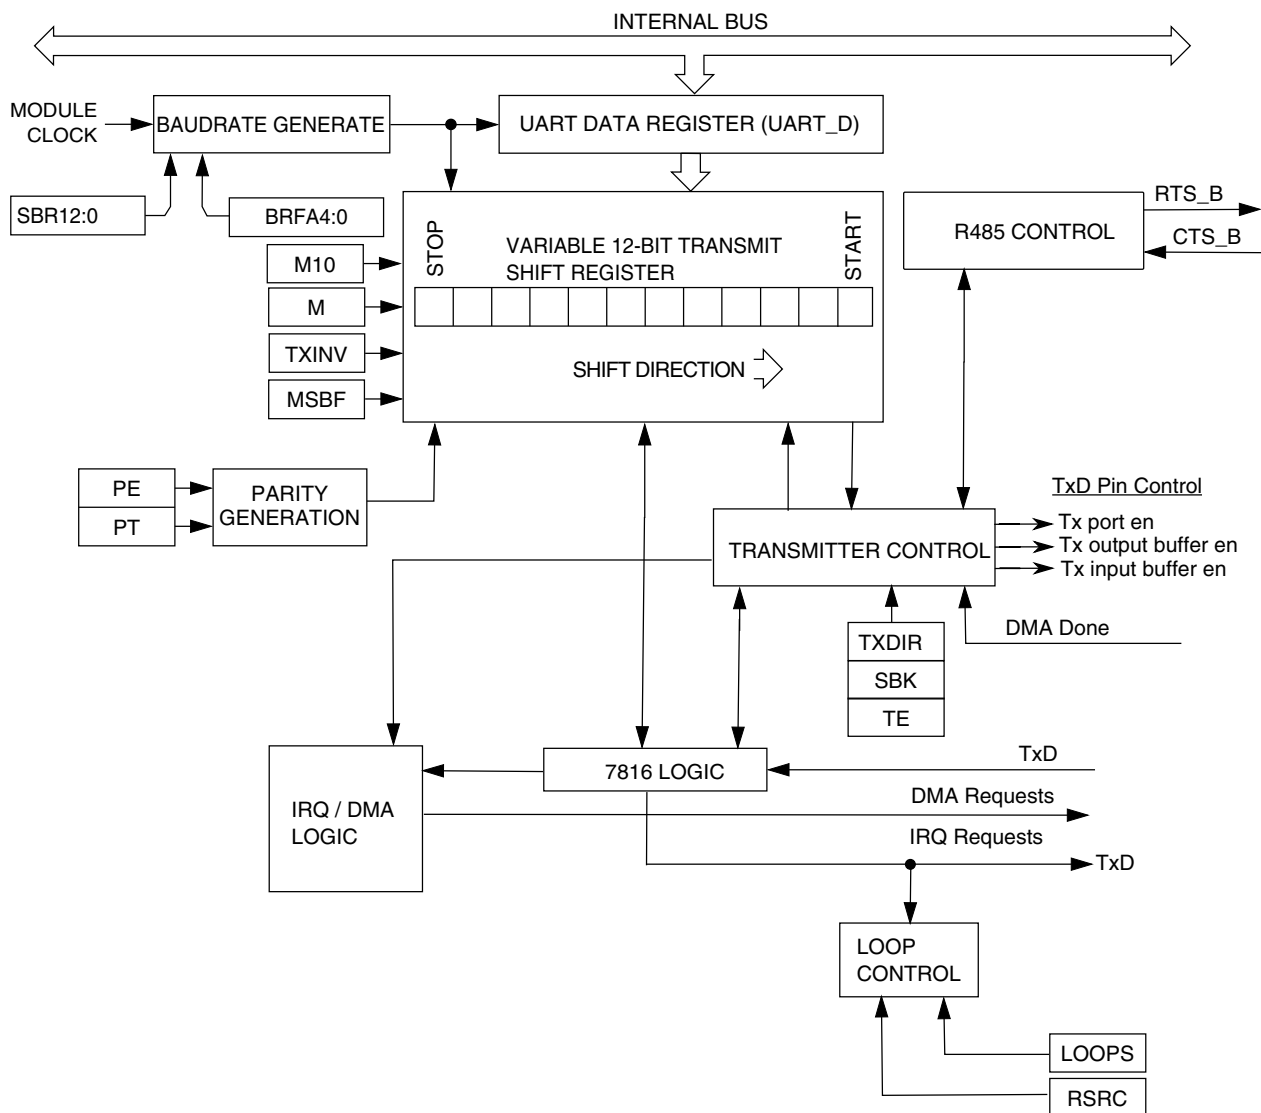 INTERNAL BUS
MODULE
CLOCK
BAUDRATE GENERATE
UART DATA REGISTER (UART_D)
SBR12:0
BRFA4:0
STOP
VARIABLE 12-BIT TRANSMIT
SHIFT REGISTER
START
R485 CONTROL
RTS_B
CTS_B
M10
M
TXINV
MSBF
SHIFT DIRECTION
PE
PT
PARITY
GENERATION
TRANSMITTER CONTROL
TxD Pin Control
Tx port en
Tx output buffer en
Tx input buffer en
DMA Done
TXDIR
SBK
TE
7816 LOGIC
TxD
IRQ / DMA
LOGIC
DMA Requests
IRQ Requests
TxD
LOOP
CONTROL
LOOPS
RSRC